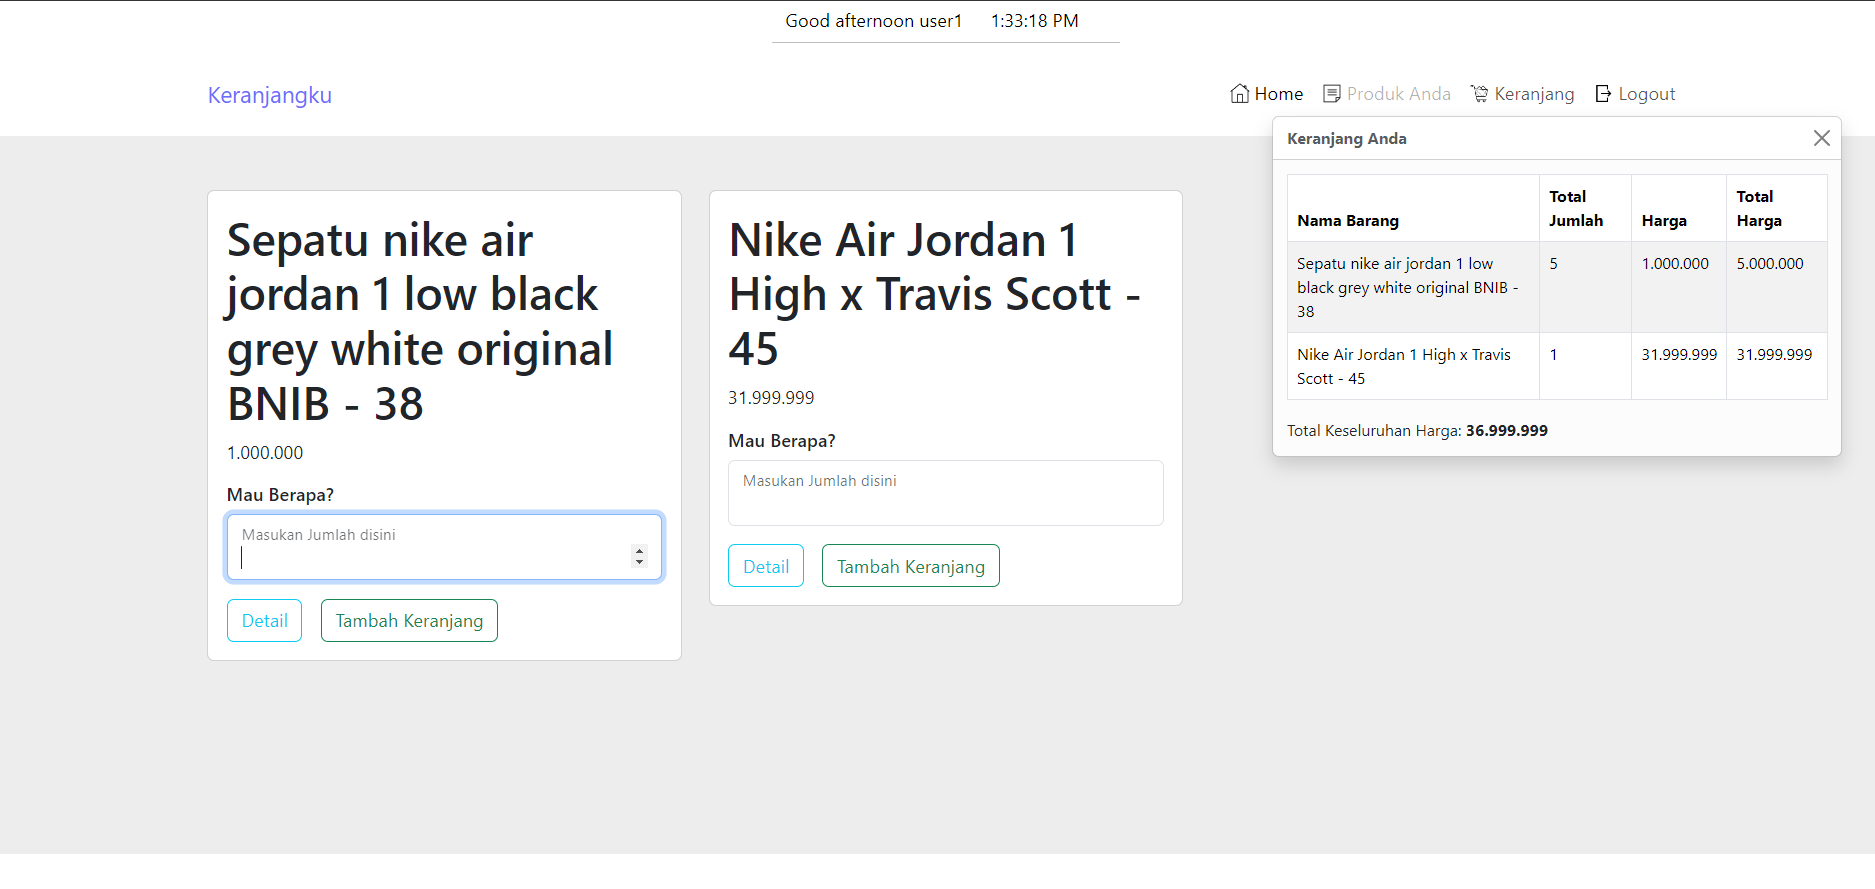 Good afternoon user1 1:33:18 PM
Keranjangku
Home Produk Anda Keranjang Logout
Keranjang Anda
Nama Barang Total Jumlah Harga Total Harga
Sepatu nike air jordan 1 low black grey white original BNIB - 38 5 1.000.000 5.000.000
Nike Air Jordan 1 High x Travis Scott - 45 1 31.999.999 31.999.999
Total Keseluruhan Harga: 36.999.999
Sepatu nike air
jordan 1 low black
grey white original
BNIB - 38
1.000.000
Mau Berapa?
Masukan Jumlah disini
Detail Tambah Keranjang
Nike Air Jordan 1
High x Travis Scott -
45
31.999.999
Mau Berapa?
Masukan Jumlah disini
Detail Tambah Keranjang